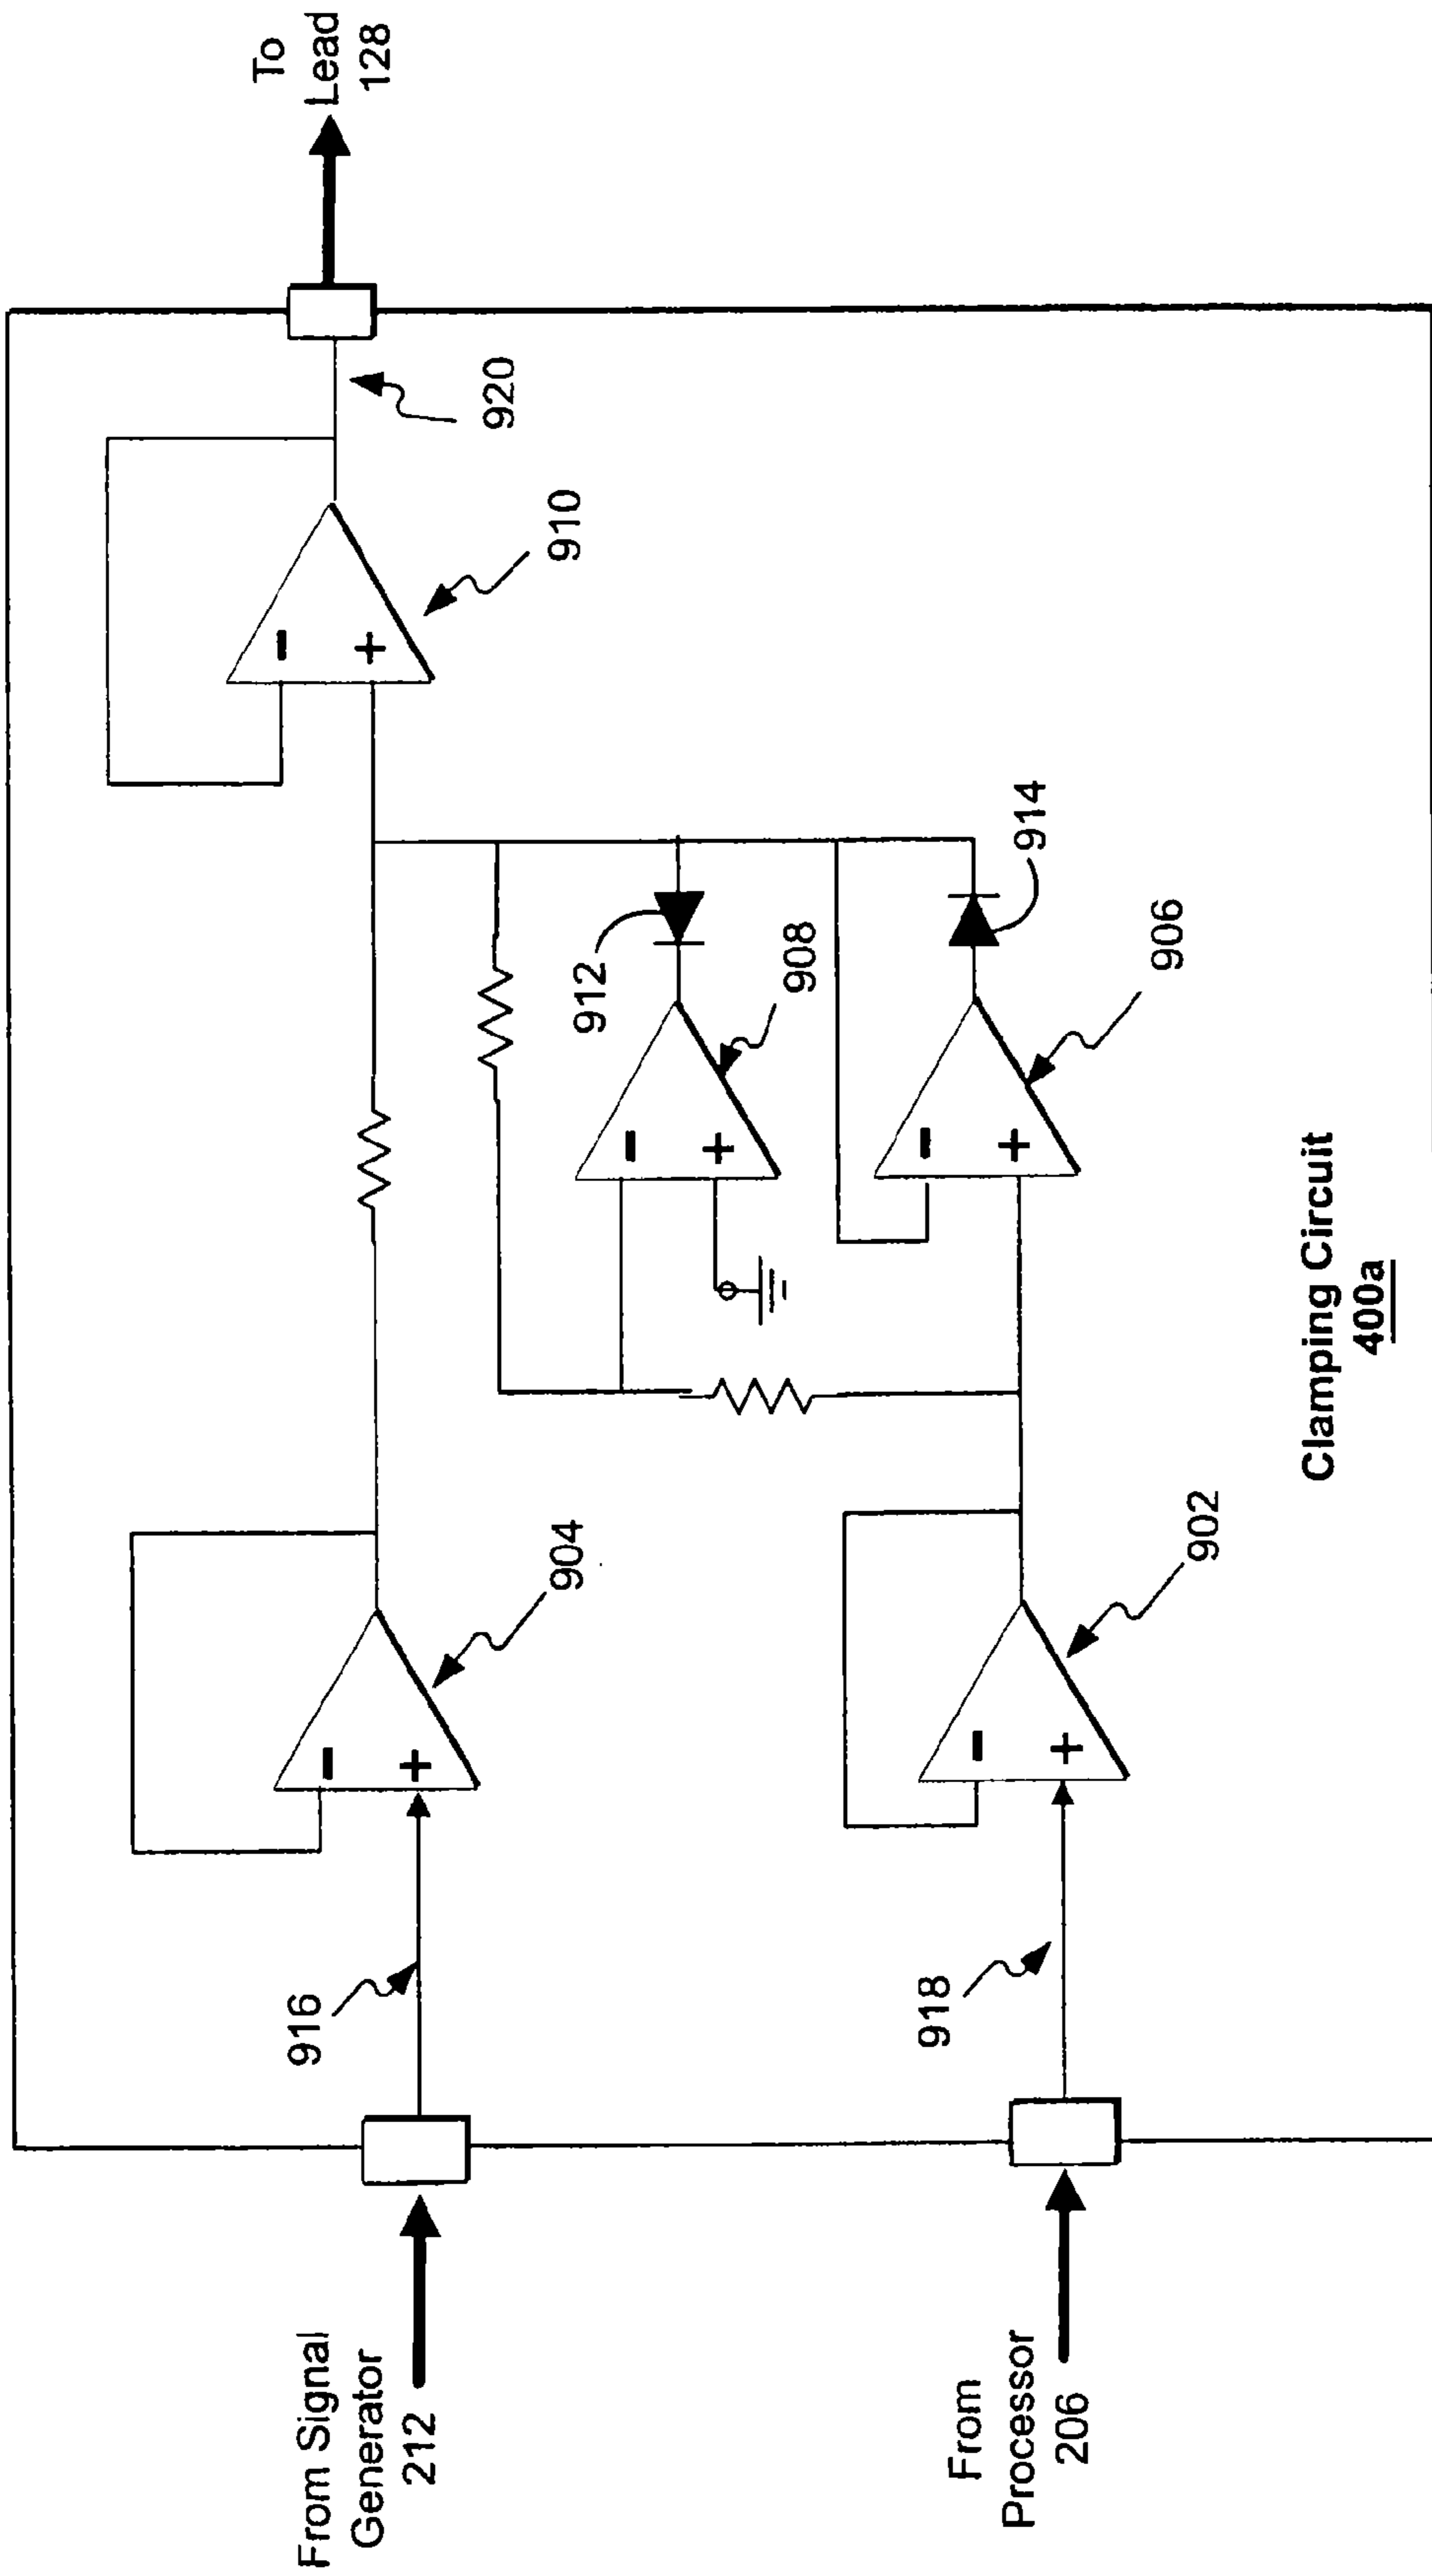 To
Lead
128
920
910
912
908
914
906
904
902
916
918
-
+
-
+
-
+
-
+
-
+
From Signal
Generator
212
From
Processor
206
Clamping Circuit
400a